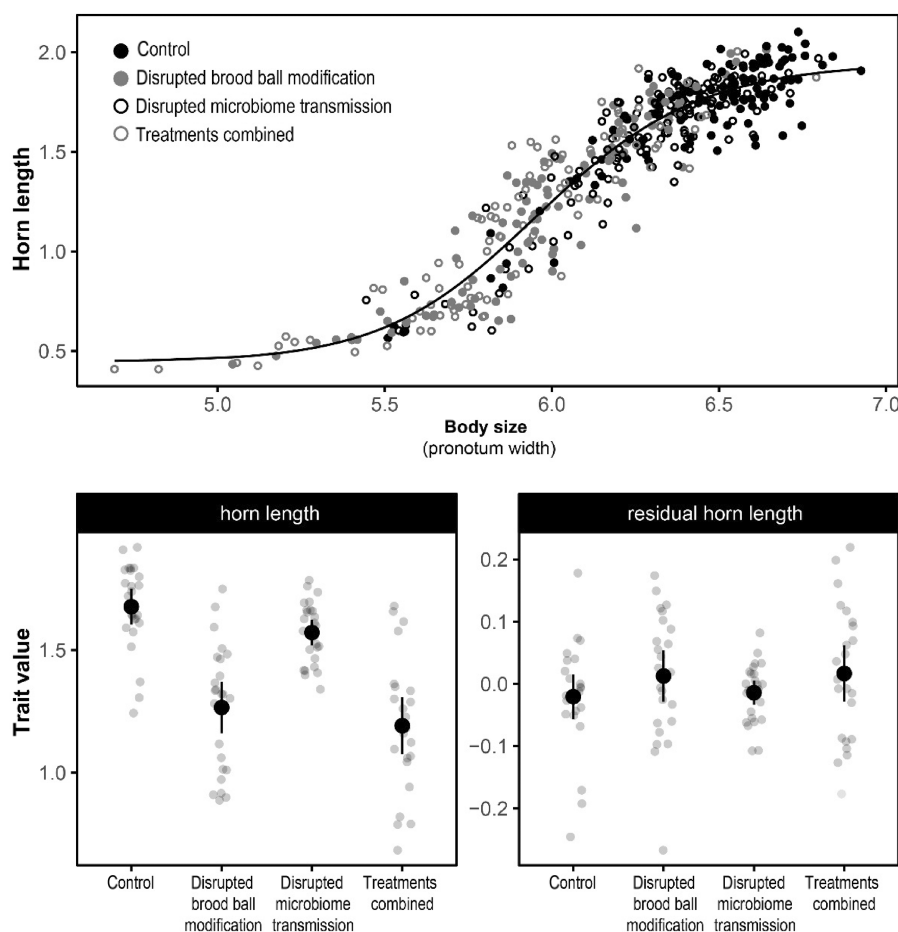 Control
Disrupted brood ball modification
Disrupted microbiome transmission
Treatments combined
Horn length
2.0
1.5
1.0
0.5
5.0 5.5 6.0 6.5 7.0
Body size
(pronotum width)
horn length
Trait value
1.5
1.0
Control
Disrupted
brood ball
modification
Disrupted
microbiome
transmission
Treatments
combined
residual horn length
0.2
0.1
0.0
−0.1
−0.2
Control
Disrupted
brood ball
modification
Disrupted
microbiome
transmission
Treatments
combined